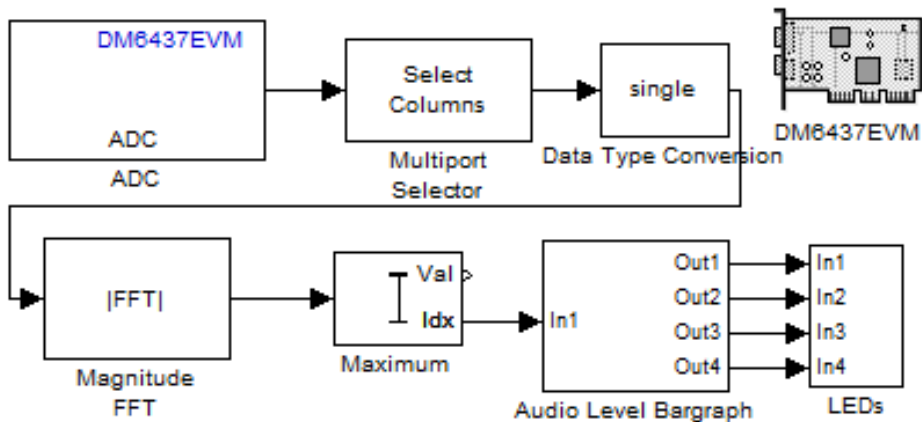 DM6437EVM
ADC
ADC
Select
Columns
Multiport
Selector
single
Data Type Conversion
DM6437EVM
|FFT|
Magnitude
FFT
Val
Idx
Maximum
In1
Out1
Out2
Out3
Out4
Audio Level Bargraph
In1
In2
In3
In4
LEDs